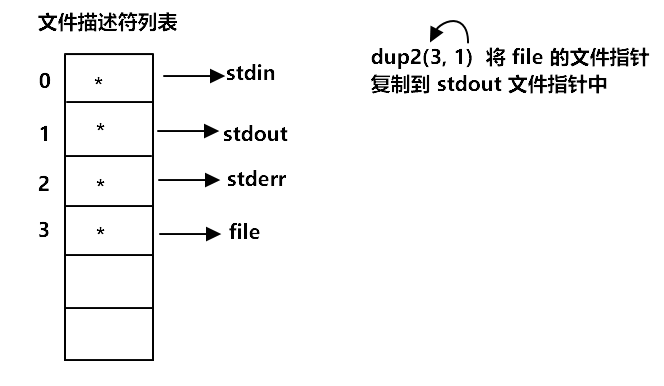 文件描述符列表
0 * stdin
1 * stdout
2 * stderr
3 * file
dup2(3, 1) 将 file 的文件指针
复制到 stdout 文件指针中